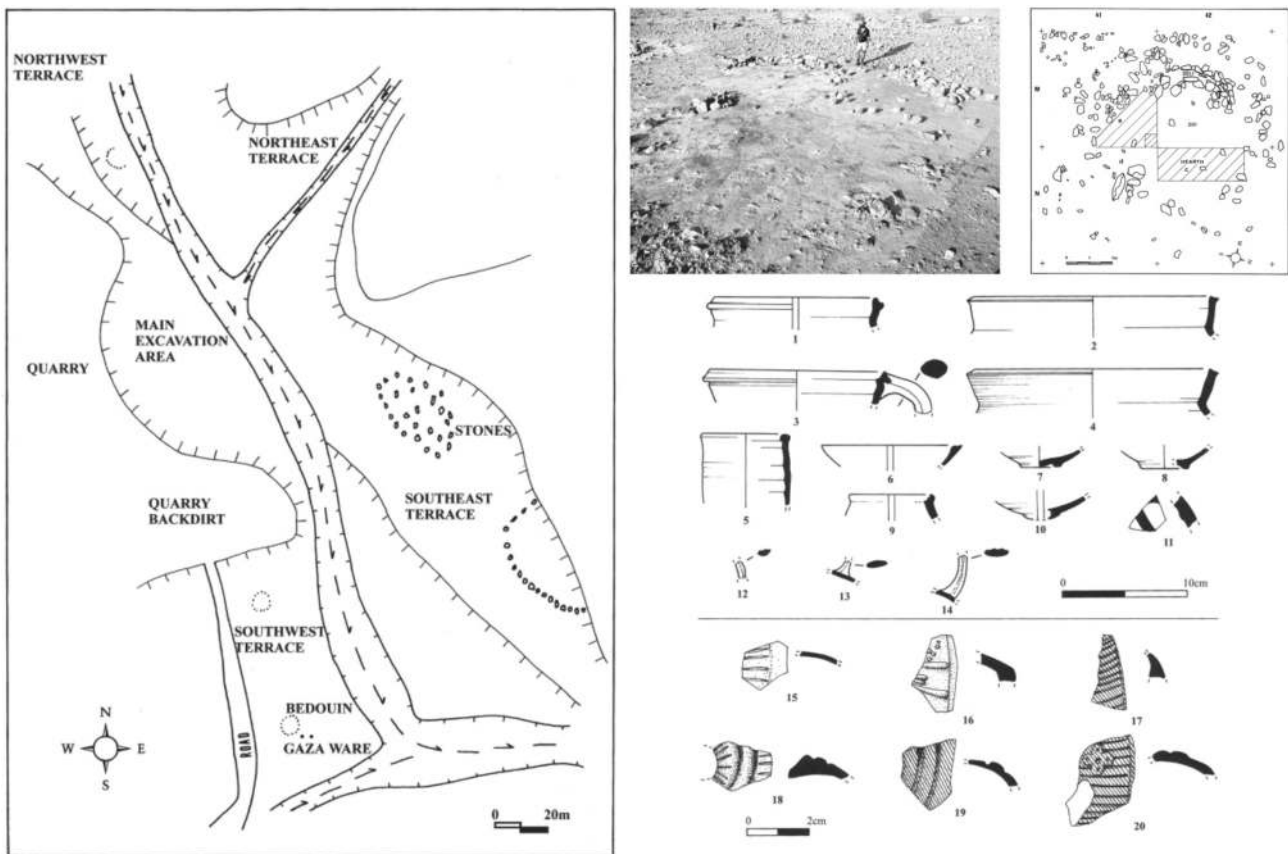 NORTHWEST
TERRACE
NORTHEAST
TERRACE
MAIN
EXCAVATION
AREA
QUARRY
STONES
QUARRY
BACKDIRT
SOUTHEAST
TERRACE
SOUTHWEST
TERRACE
BEDOUIN
GAZA WARE
ROAD
N
W E
S
0 20m
41 42
M
N
HEARTH
1
2
3
4
5
6
7
8
9
10
11
12
13
14
0 10cm
15
16
17
18
19
20
0 2cm